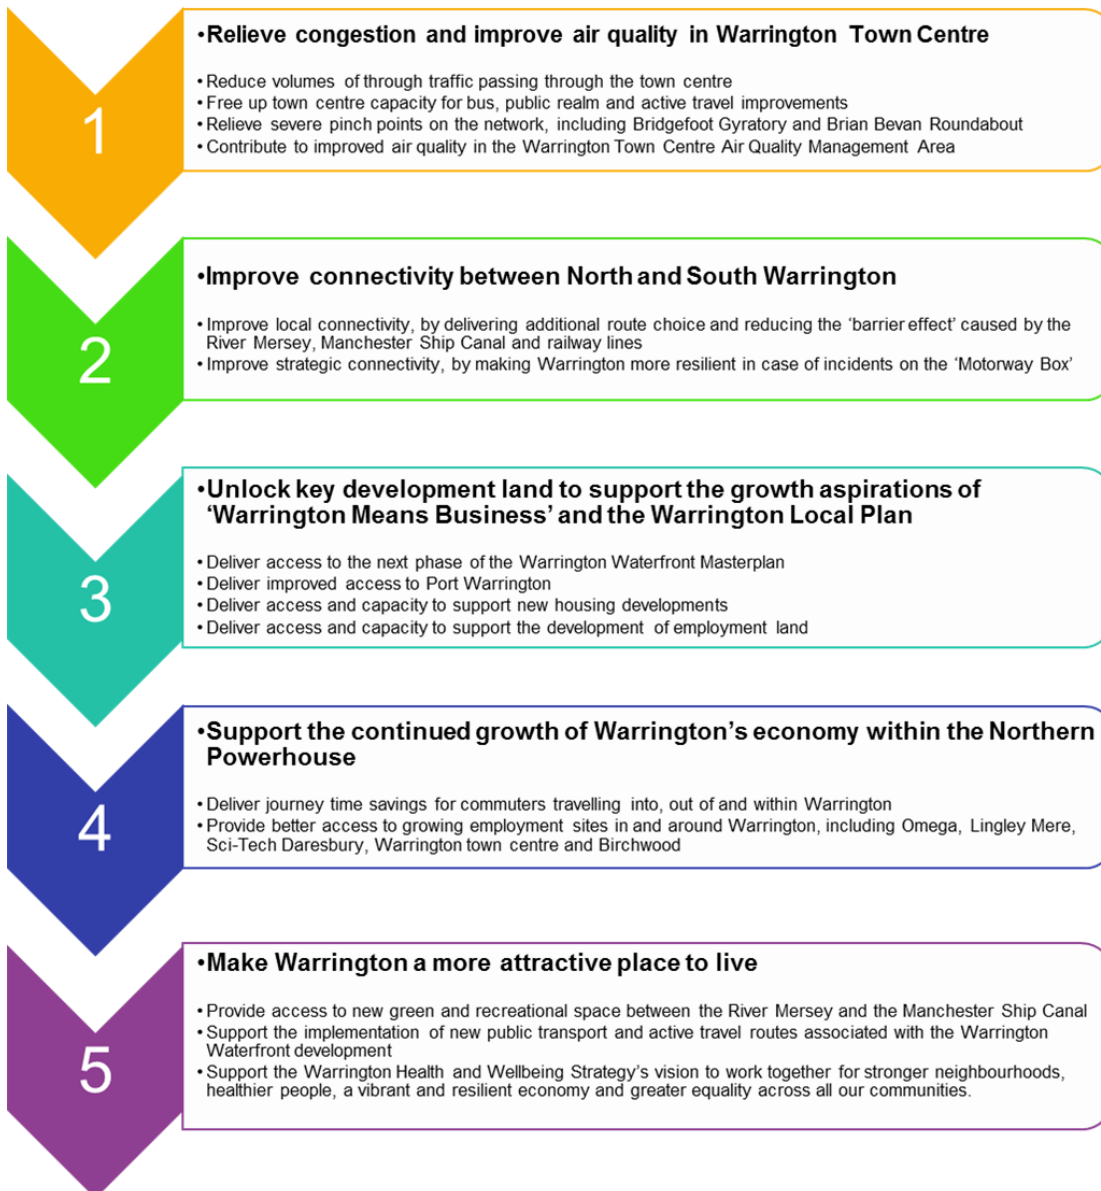 1
•Relieve congestion and improve air quality in Warrington Town Centre
•Reduce volumes of through traffic passing through the town centre
•Free up town centre capacity for bus, public realm and active travel improvements
•Relieve severe pinch points on the network, including Bridgefoot Gyratory and Brian Bevan Roundabout
•Contribute to improved air quality in the Warrington Town Centre Air Quality Management Area
2
•Improve connectivity between North and South Warrington
•Improve local connectivity, by delivering additional route choice and reducing the ‘barrier effect’ caused by the
River Mersey, Manchester Ship Canal and railway lines
•Improve strategic connectivity, by making Warrington more resilient in case of incidents on the ‘Motorway Box’
3
•Unlock key development land to support the growth aspirations of
‘Warrington Means Business’ and the Warrington Local Plan
•Deliver access to the next phase of the Warrington Waterfront Masterplan
•Deliver improved access to Port Warrington
•Deliver access and capacity to support new housing developments
•Deliver access and capacity to support the development of employment land
4
•Support the continued growth of Warrington’s economy within the Northern
Powerhouse
•Deliver journey time savings for commuters travelling into, out of and within Warrington
•Provide better access to growing employment sites in and around Warrington, including Omega, Lingley Mere,
Sci-Tech Daresbury, Warrington town centre and Birchwood
5
•Make Warrington a more attractive place to live
•Provide access to new green and recreational space between the River Mersey and the Manchester Ship Canal
•Support the implementation of new public transport and active travel routes associated with the Warrington
Waterfront development
•Support the Warrington Health and Wellbeing Strategy’s vision to work together for stronger neighbourhoods,
healthier people, a vibrant and resilient economy and greater equality across all our communities.